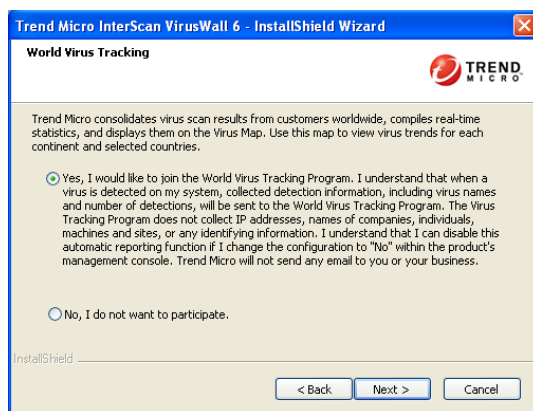 Trend Micro InterScan VirusWall 6 - InstallShield Wizard
World Virus Tracking
TREND
MICRO
Trend Micro consolidates virus scan results from customers worldwide, compiles real-time
statistics, and displays them on the Virus Map. Use this map to view virus trends for each
continent and selected countries.
Yes, I would like to join the World Virus Tracking Program. I understand that when a
virus is detected on my system, collected detection information, including virus names
and number of detections, will be sent to the World Virus Tracking Program. The Virus
Tracking Program does not collect IP addresses, names of companies, individuals,
machines and sites, or any identifying information. I understand that I can disable this
automatic reporting function if I change the configuration to "No" within the product's
management console. Trend Micro will not send any email to you or your business.
No, I do not want to participate.
InstallShield
< Back Next > Cancel